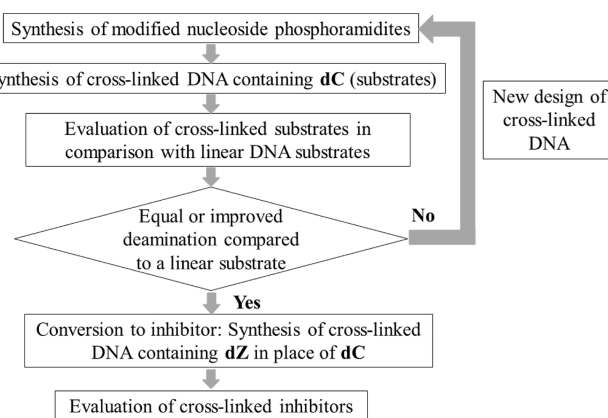 Synthesis of modified nucleoside phosphoramidites
ynthesis of cross-linked DNA containing dC (substrates)
Evaluation of cross-linked substrates in
comparison with linear DNA substrates
New design of
cross-linked
DNA
Equal or improved
deamination compared
to a linear substrate
No
Yes
Conversion to inhibitor: Synthesis of cross-linked
DNA containing dZ in place of dC
Evaluation of cross-linked inhibitors